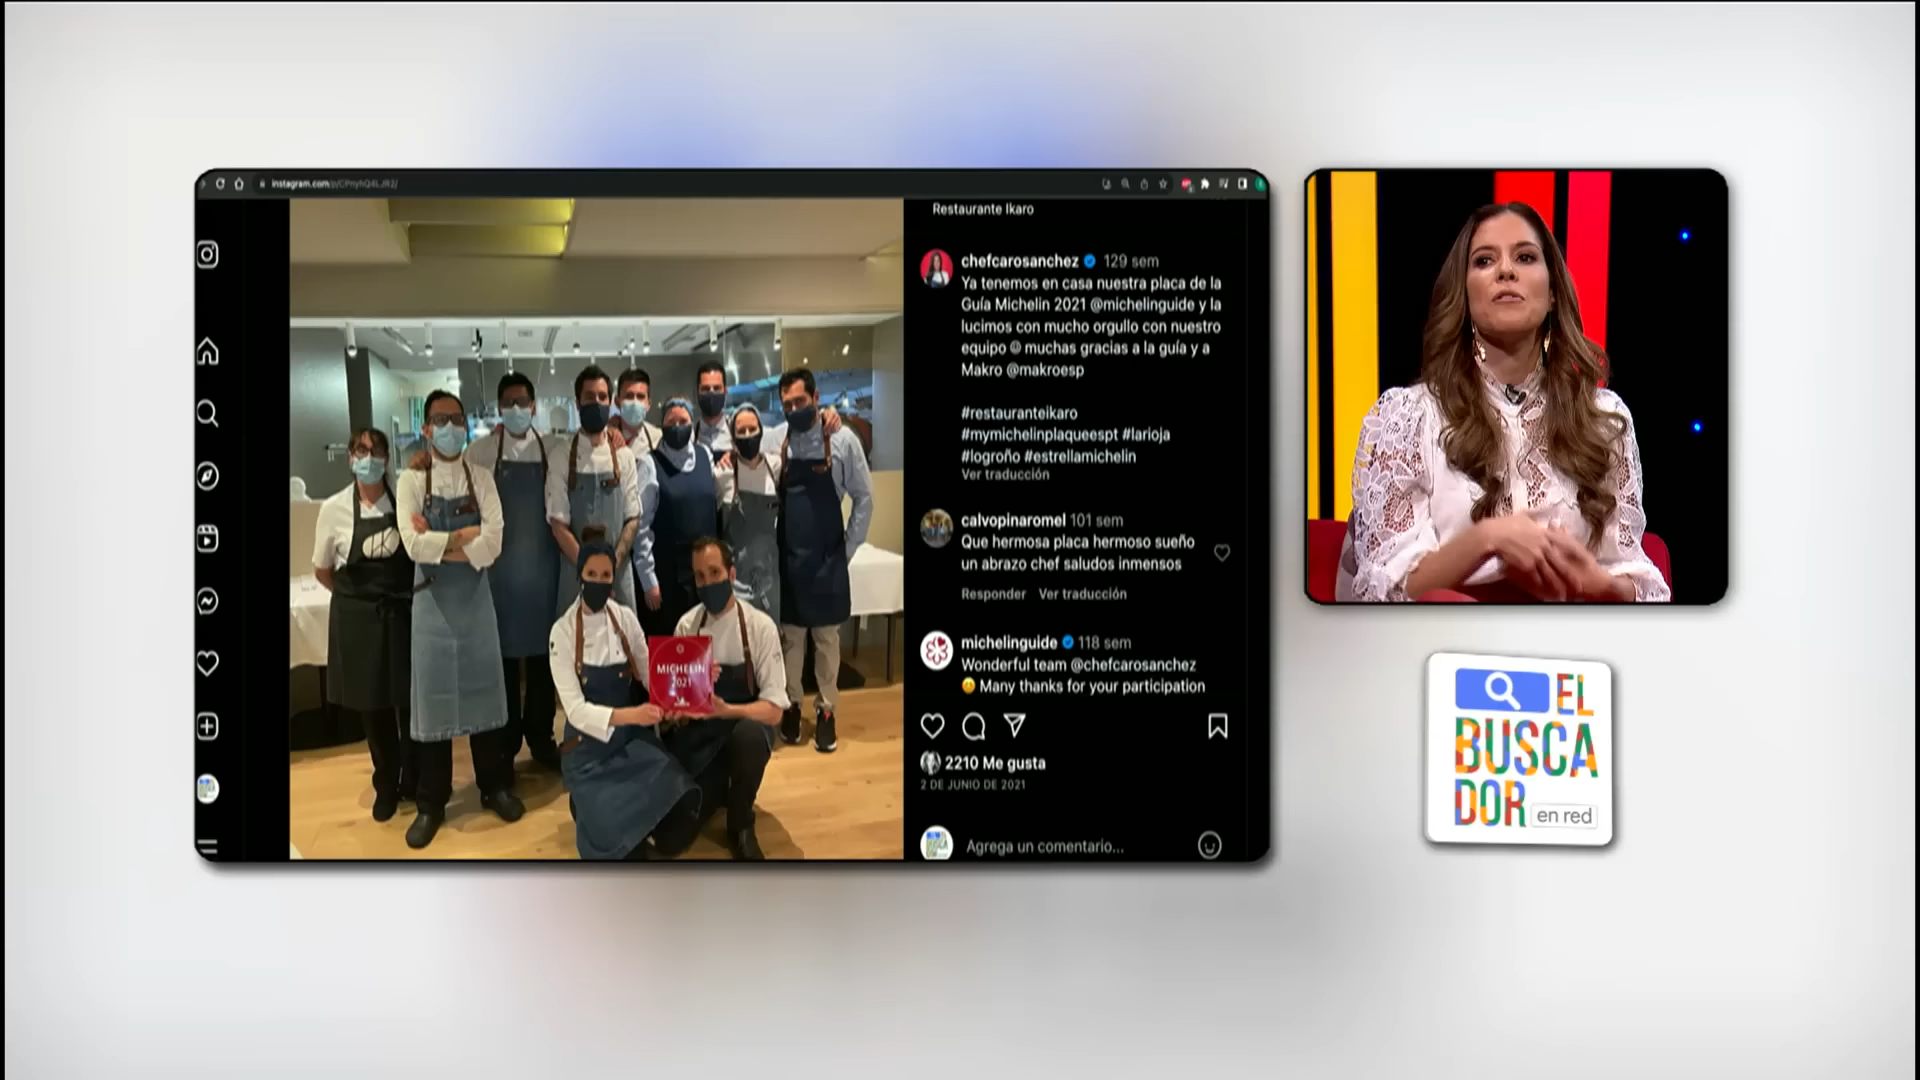 instagram.com/p/CPnyhQ4LJR2/
Restaurante Ikaro
chefcarosanchez 129 sem
Ya tenemos en casa nuestra placa de la
Guía Michelin 2021 @michelinguide y la
lucimos con mucho orgullo con nuestro
equipo muchas gracias a la guía y a
Makro @makroesp
#restauranteikaro
#mymichelinplaqueespt #larioja
#logroño #estrellamichelin
Ver traducción
calvopinaromel 101 sem
Que hermosa placa hermoso sueño
un abrazo chef saludos inmensos
Responder Ver traducción
michelinguide 118 sem
Wonderful team @chefcarosanchez
Many thanks for your participation
2210 Me gusta
2 DE JUNIO DE 2021
Agrega un comentario...
MICHELIN
2021
EL
BUSCA
DOR en red